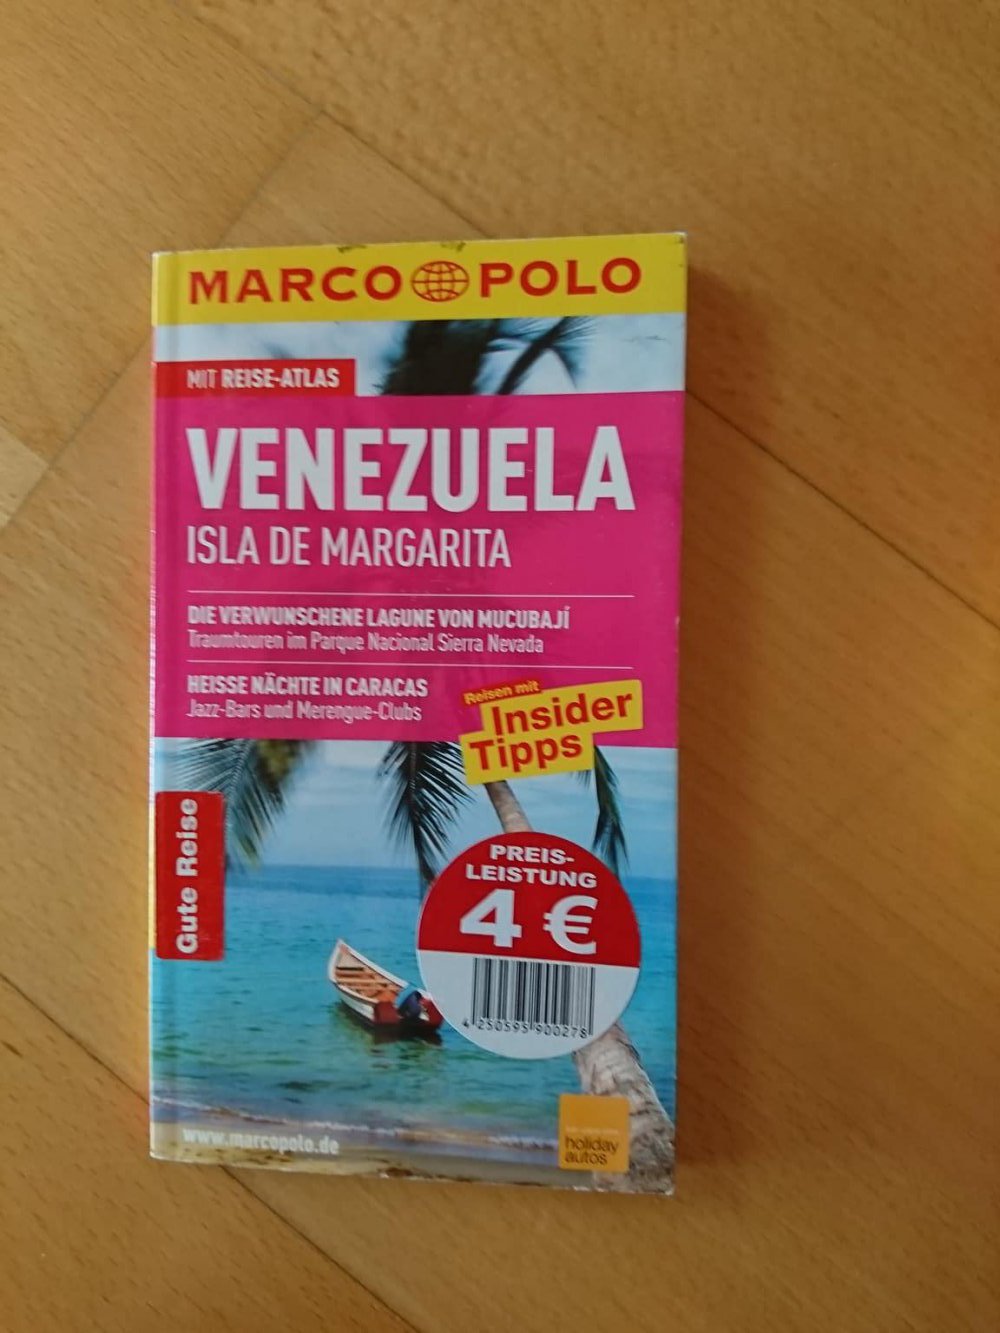 MARCO POLO
MIT REISE-ATLAS
VENEZUELA
ISLA DE MARGARITA
DIE VERWUNSCHENE LAGUNE VON MUCUBAJÍ
Traumtouren im Parque Nacional Sierra Nevada
HEISSE NÄCHTE IN CARACAS
Jazz-Bars und Merengue-Clubs
Reisen mit
Insider
Tipps
Gute Reise
PREIS-
LEISTUNG
4 €
4 250595 900278
www.marcopolo.de
holiday
autos